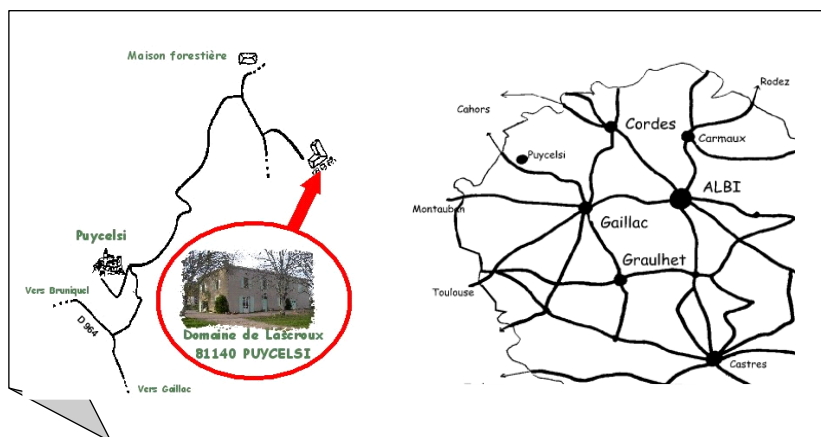 Maison forestière
Puycelsi
Vers Bruniquel
D 964
Vers Gaillac
Domaine de Lascroux
81140 PUYCELSI
Rodez
Cahors
Cordes
Carmaux
Puycelsi
ALBI
Montauban
Gaillac
Graulhet
Toulouse
Castres